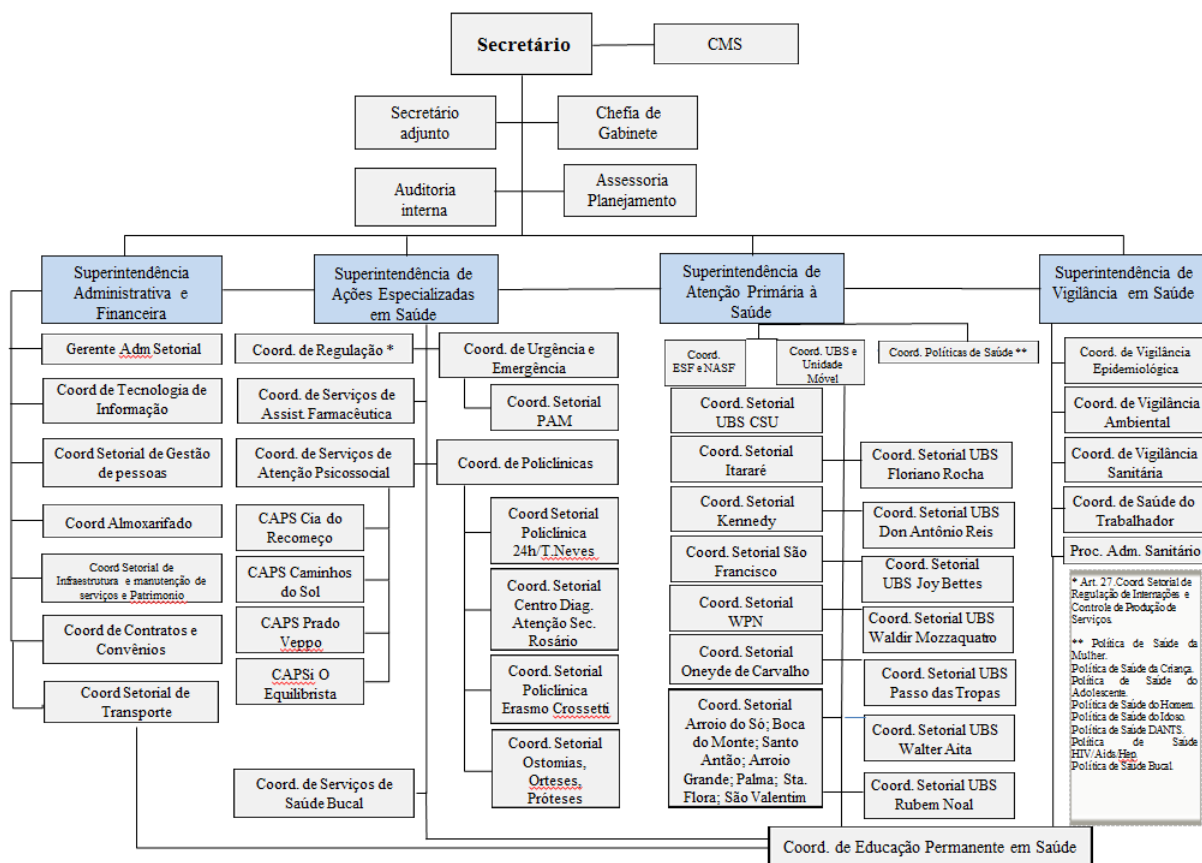 Secretário
CMS
Secretário
adjunto
Chefia de
Gabinete
Auditoria
interna
Assessoria
Planejamento
Superintendência
Administrativa e
Financeira
Superintendência de
Ações Especializadas
em Saúde
Superintendência de
Atenção Primária à
Saúde
Superintendência de
Vigilância em Saúde
Gerente Adm Setorial
Coord de Tecnologia de
Informação
Coord Setorial de Gestão
de pessoas
Coord Almoxarifado
Coord Setorial de
Infraestrutura e manutenção de
serviços e Patrimonio
Coord de Contratos e
Convênios
Coord Setorial de
Transporte
Coord. de Regulação *
Coord. de Serviços de
Assist. Farmacêutica
Coord. de Serviços de
Atenção Psicossocial
CAPS Cia do
Recomeço
CAPS Caminhos
do Sol
CAPS Prado
Veppo
CAPSi O
Equilibrista
Coord. de Serviços de
Saúde Bucal
Coord. de Urgência e
Emergência
Coord. Setorial
PAM
Coord. de Policlínicas
Coord Setorial
Policlínica
24h/T.Neves
Coord. Setorial
Centro Diag.
Atenção Sec.
Rosário
Coord. Setorial
Policlínica
Erasmo Crossetti
Coord. Setorial
Ostomias,
Orteses,
Próteses
Coord.
ESF e NASF
Coord. UBS e
Unidade
Móvel
Coord. Políticas de Saúde **
Coord. Setorial
UBS CSU
Coord. Setorial
Itararé
Coord. Setorial
Kennedy
Coord. Setorial São
Francisco
Coord. Setorial
WPN
Coord. Setorial
Oneyde de Carvalho
Coord. Setorial
Arroio do Só; Boca
do Monte; Santo
Antão; Arroio
Grande; Palma; Sta.
Flora; São Valentim
Coord. Setorial UBS
Floriano Rocha
Coord. Setorial UBS
Don Antônio Reis
Coord. Setorial
UBS Joy Bettes
Coord. Setorial UBS
Waldir Mozzaquatro
Coord. Setorial UBS
Passo das Tropas
Coord. Setorial UBS
Walter Aita
Coord. Setorial UBS
Rubem Noal
Coord. de Vigilância
Epidemiológica
Coord. de Vigilância
Ambiental
Coord. de Vigilância
Sanitária
Coord. de Saúde do
Trabalhador
Proc. Adm. Sanitário
* Art. 27.Coord. Setorial de
Regulação de Internações e
Controle de Produção de
Serviços.
** Política de Saúde da
Mulher.
Política de Saúde da Criança.
Política de Saúde do
Adolescente.
Política de Saúde do Homem.
Política de Saúde do Idoso.
Política de Saúde DANTS.
Política de Saúde
HIV/Aids/Hep.
Política de Saúde Bucal.
Coord. de Educação Permanente em Saúde